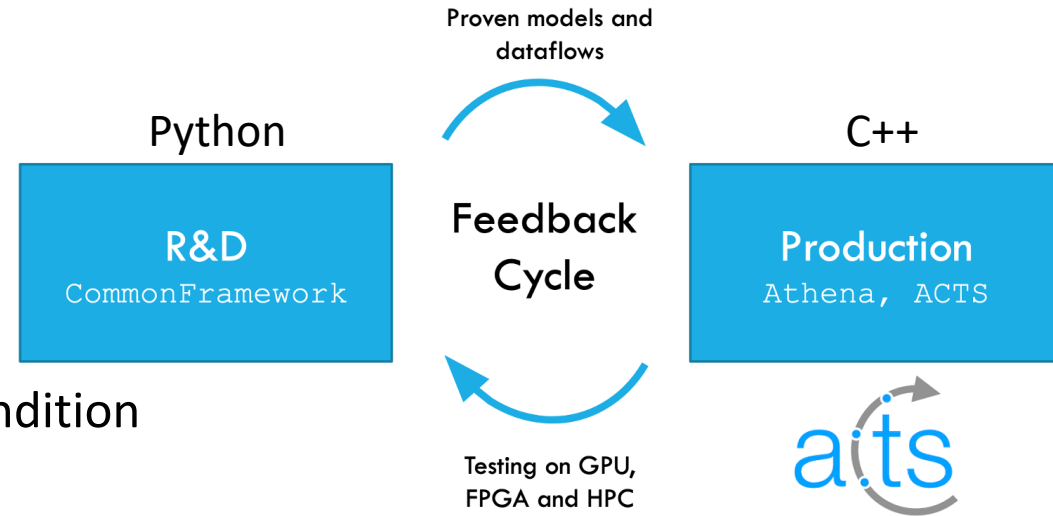 Proven models and
dataflows
Python
C++
R&D
CommonFramework
Feedback
Cycle
Production
Athena, ACTS
ndition
Testing on GPU,
FPGA and HPC
acts